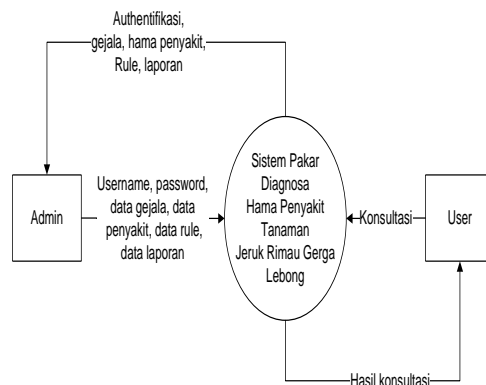 Authentifikasi,
gejala, hama penyakit,
Rule, laporan
Admin
Username, password,
data gejala, data
penyakit, data rule,
data laporan
Sistem Pakar
Diagnosa
Hama Penyakit
Tanaman
Jeruk Rimau Gerga
Lebong
Konsultasi
User
Hasil konsultasi